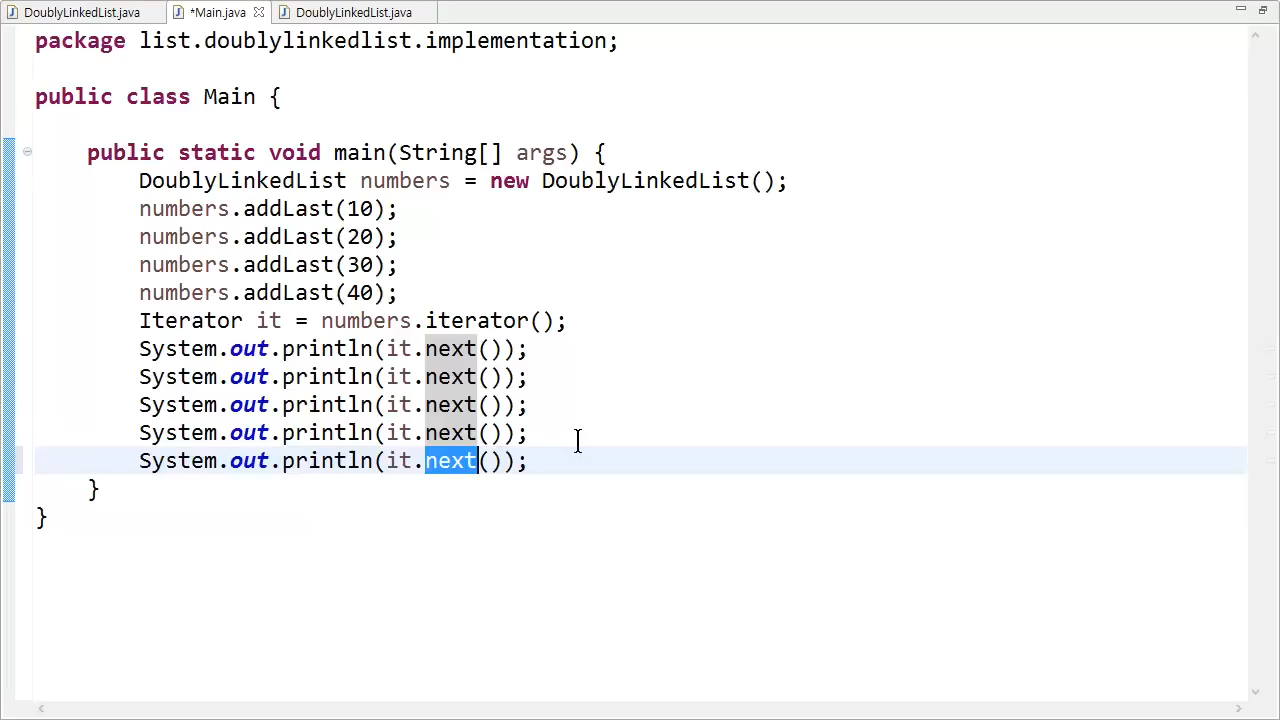 DoublyLinkedList.java *Main.java DoublyLinkedList.java
package list.doublylinkedlist.implementation;
public class Main {
public static void main(String[] args) {
DoublyLinkedList numbers = new DoublyLinkedList();
numbers.addLast(10);
numbers.addLast(20);
numbers.addLast(30);
numbers.addLast(40);
Iterator it = numbers.iterator();
System.out.println(it.next());
System.out.println(it.next());
System.out.println(it.next());
System.out.println(it.next());
System.out.println(it.next());
}
}